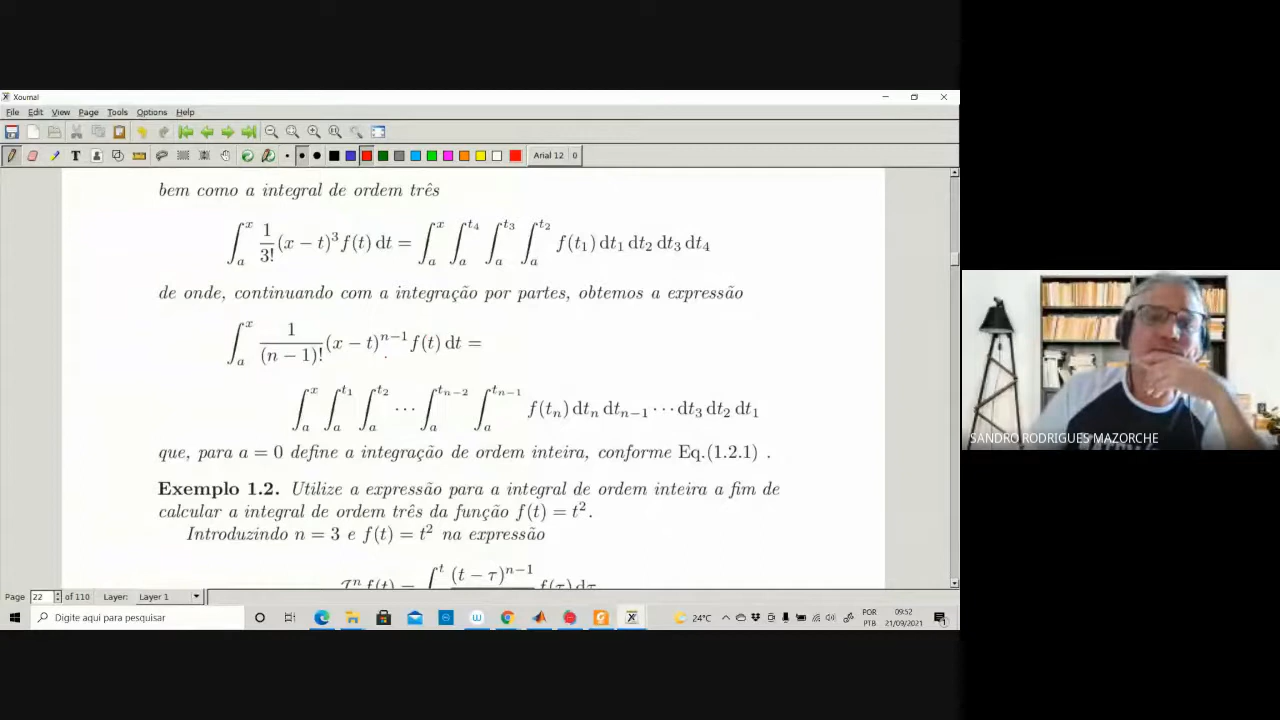 Xournal
File Edit View Page Tools Options Help
Arial 12 0
bem como a integral de ordem três
∫_a^x 1/3! (x − t)^3 f(t) dt = ∫_a^x ∫_a^{t_4} ∫_a^{t_3} ∫_a^{t_2} f(t_1) dt_1 dt_2 dt_3 dt_4
de onde, continuando com a integração por partes, obtemos a expressão
∫_a^x 1/(n − 1)! (x − t)^{n−1} f(t) dt =
∫_a^x ∫_a^{t_1} ∫_a^{t_2} ··· ∫_a^{t_{n−2}} ∫_a^{t_{n−1}} f(t_n) dt_n dt_{n−1} ··· dt_3 dt_2 dt_1
que, para a = 0 define a integração de ordem inteira, conforme Eq.(1.2.1) .
Exemplo 1.2. Utilize a expressão para a integral de ordem inteira a fim de
calcular a integral de ordem três da função f(t) = t^2.
Introduzindo n = 3 e f(t) = t^2 na expressão
∫^t (t − τ)^{n−1}
Page 22 of 110 Layer: Layer 1
Digite aqui para pesquisar
24°C
POR
PTB
09:52
21/09/2021
SANDRO RODRIGUES MAZORCHE